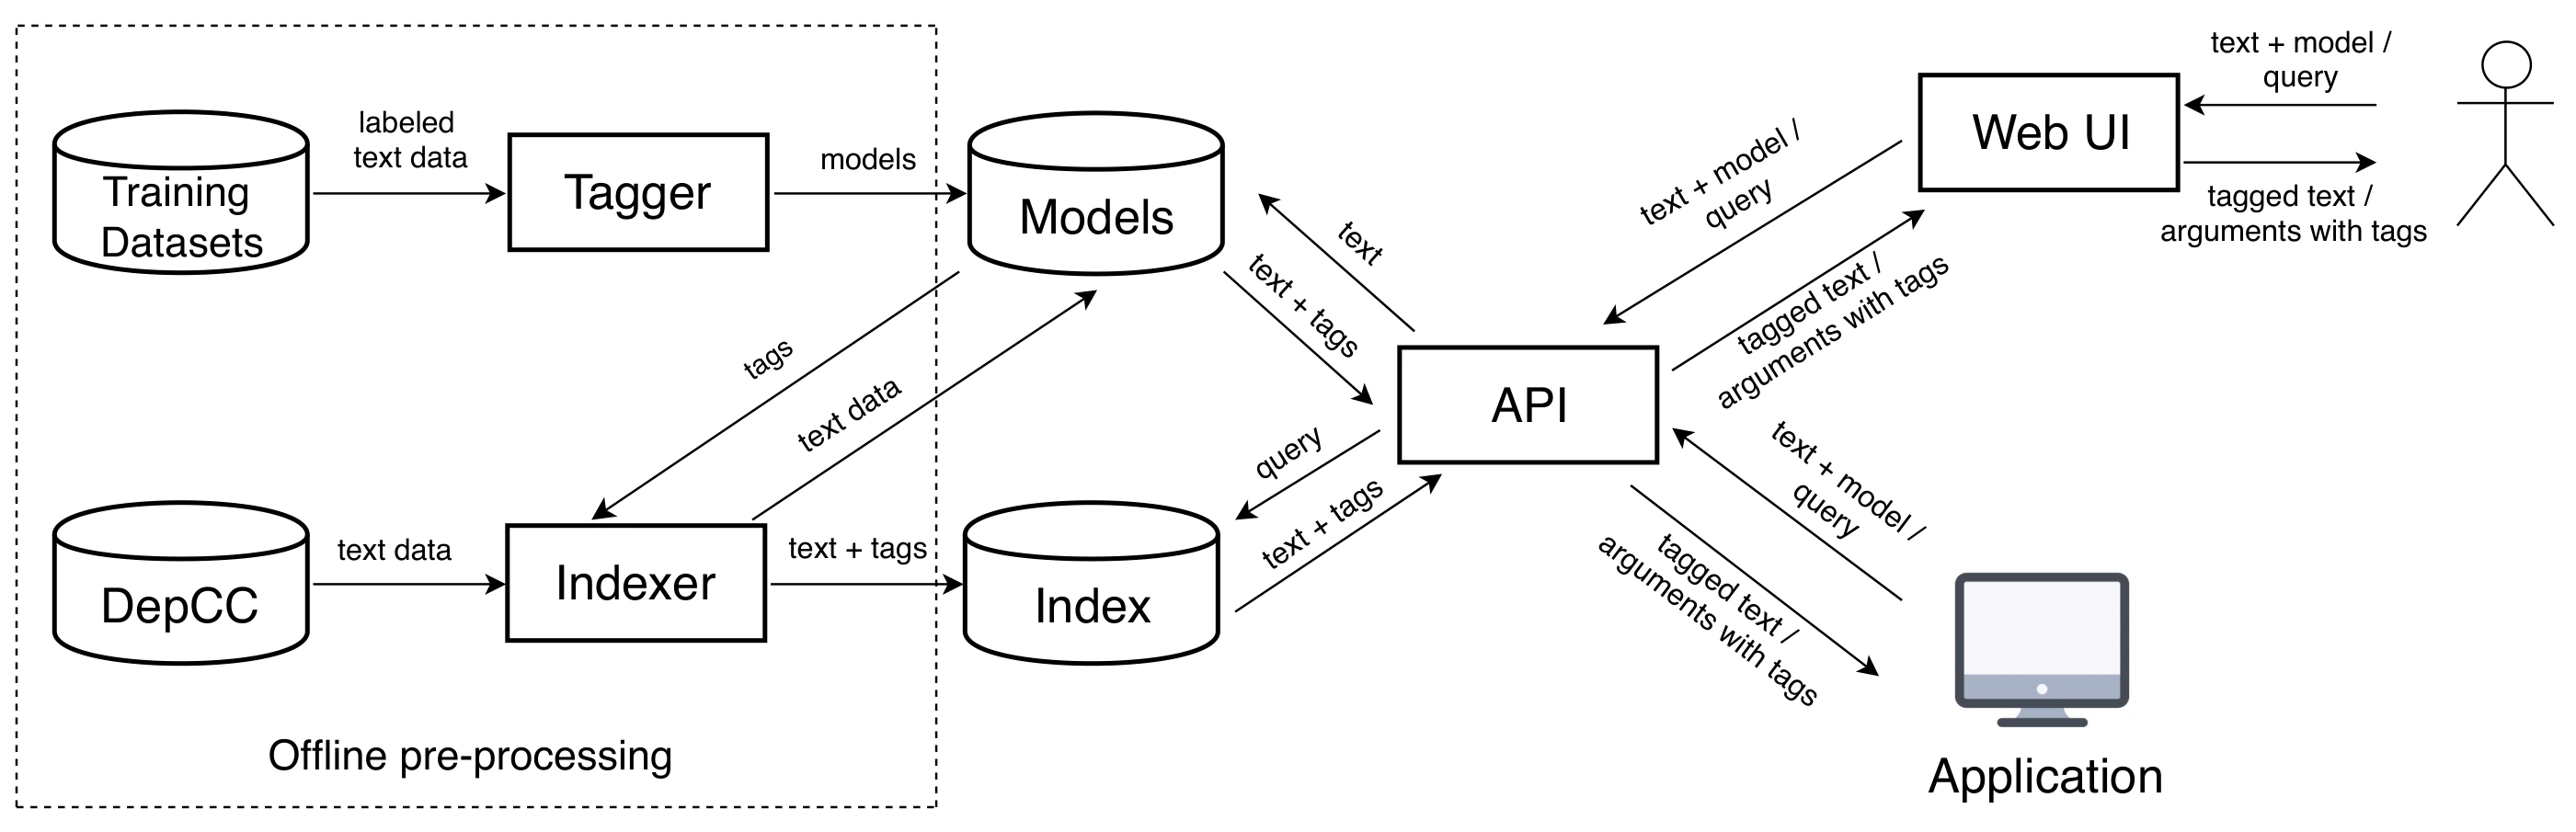 labeled
text data
Training
Datasets
Tagger
models
Models
tags
text data
DepCC
text data
Indexer
text + tags
Index
Offline pre-processing
text
text + tags
query
text + tags
API
text + model /
query
tagged text /
arguments with tags
Web UI
text + model /
query
tagged text /
arguments with tags
text + model /
query
tagged text /
arguments with tags
Application